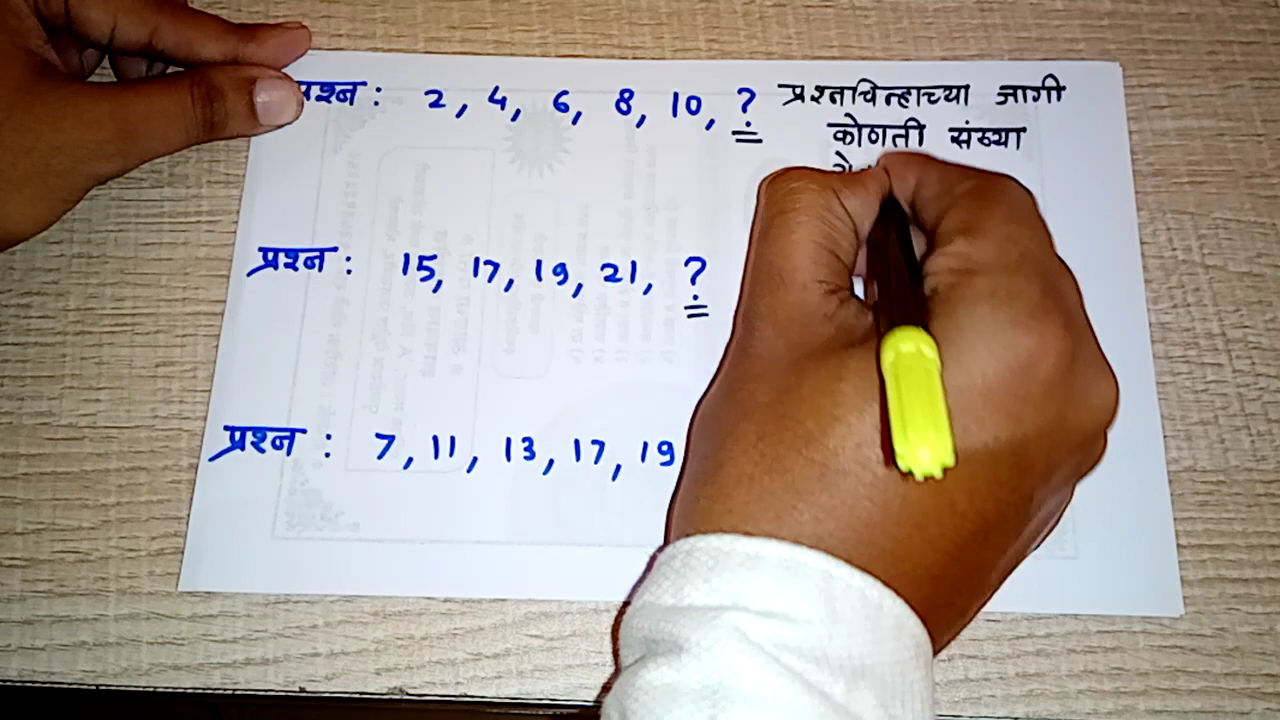 प्रश्न : 2, 4, 6, 8, 10, ? प्रश्नचिन्हाच्या जागी
कोणती संख्या
प्रश्न : 15, 17, 19, 21, ?
प्रश्न : 7, 11, 13, 17, 19